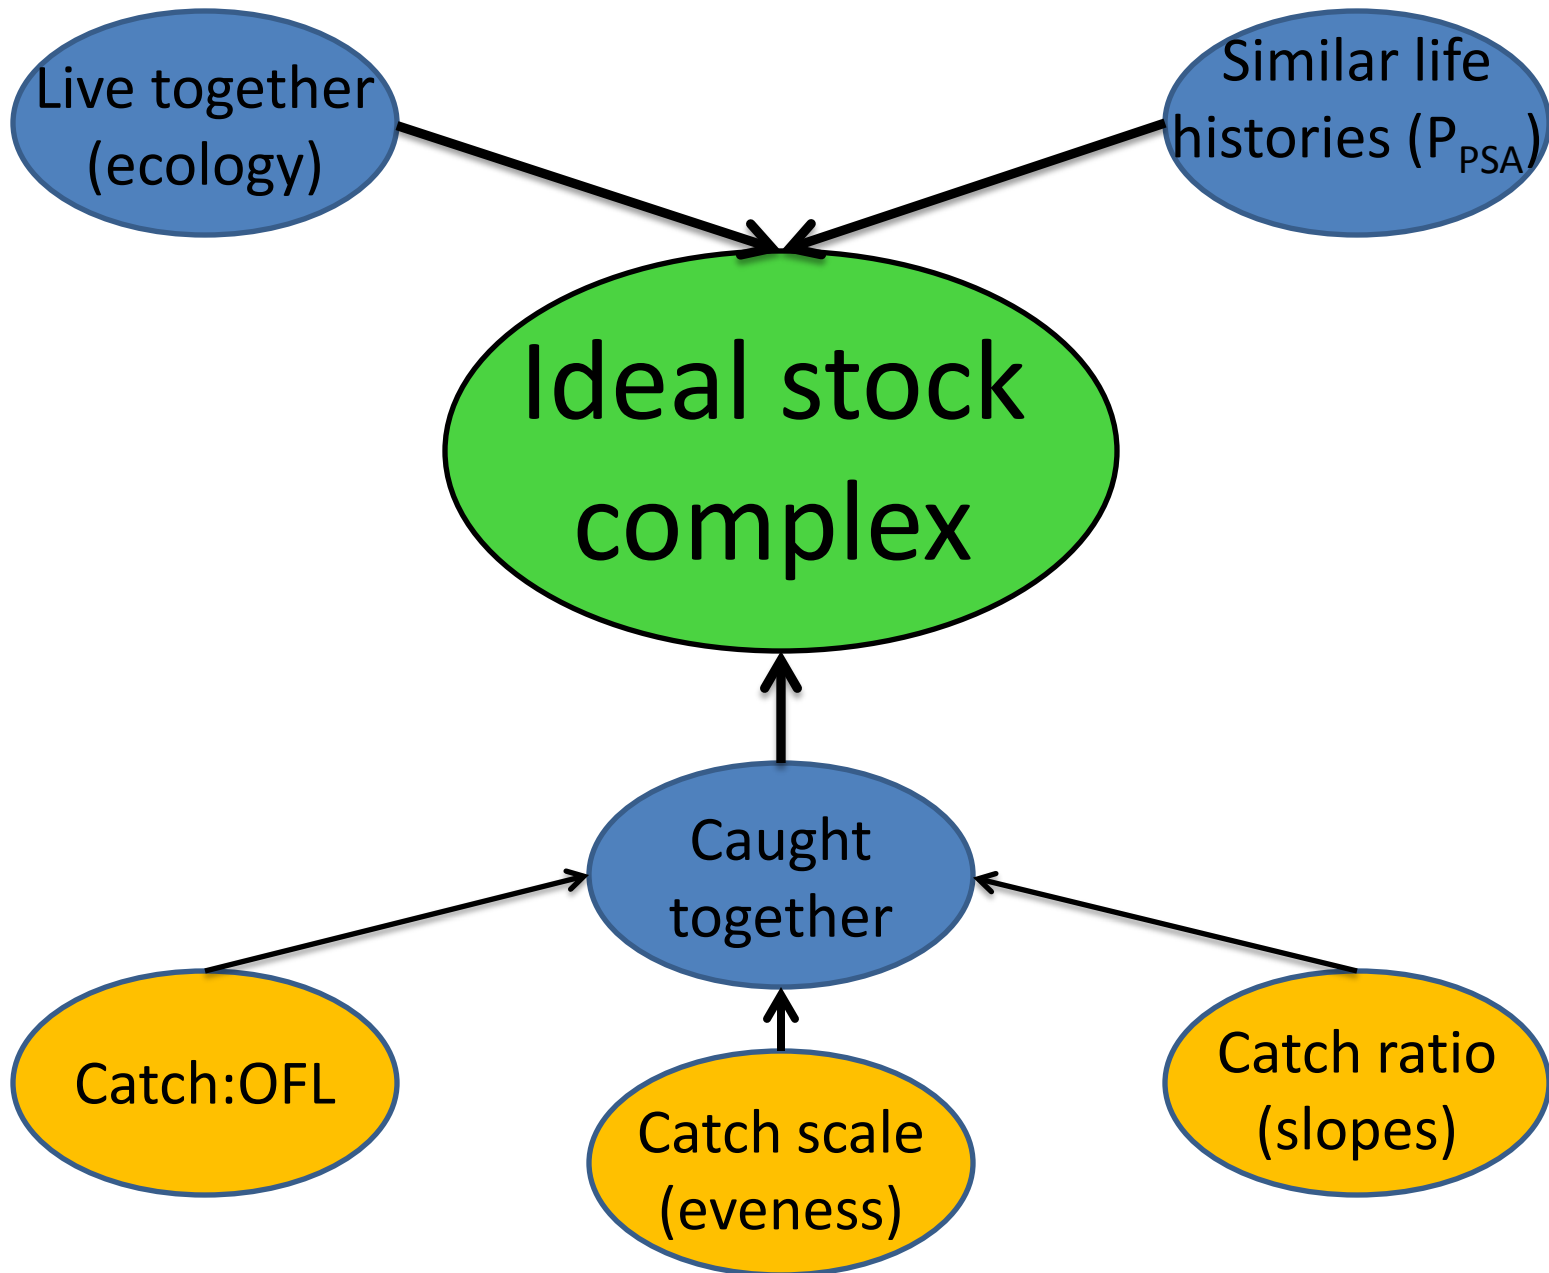 Live together
(ecology)
Similar life
histories (PPSA)
Ideal stock
complex
Caught
together
Catch:OFL
Catch scale
(eveness)
Catch ratio
(slopes)